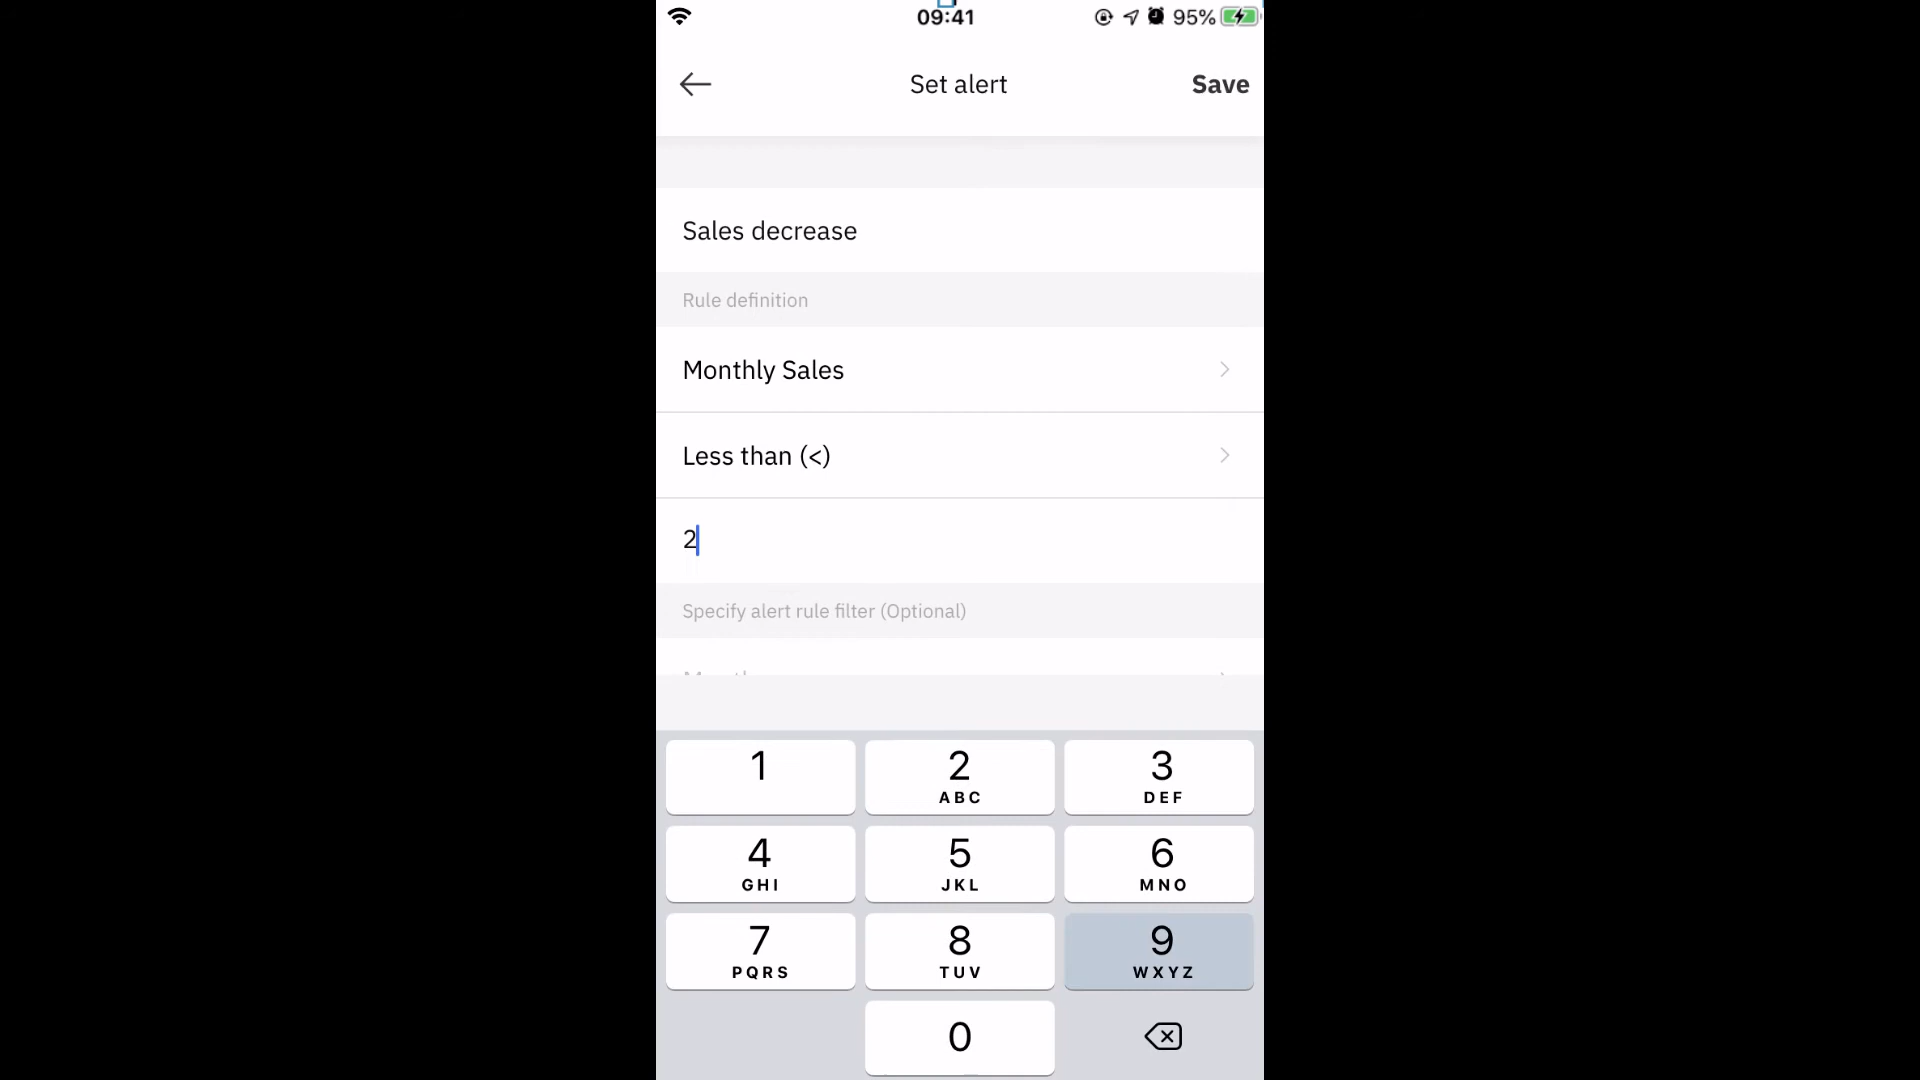 09:41
95%
Set alert
Save
Sales decrease
Rule definition
Monthly Sales
Less than (<)
2
Specify alert rule filter (Optional)
1
2
ABC
3
DEF
4
GHI
5
JKL
6
MNO
7
PQRS
8
TUV
9
WXYZ
0